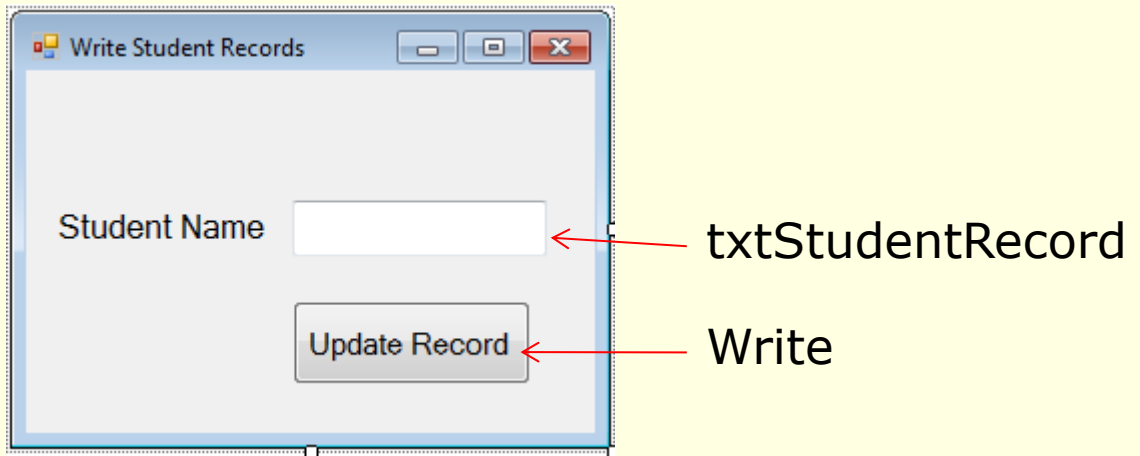 Write Student Records
Student Name
txtStudentRecord
Update Record
Write